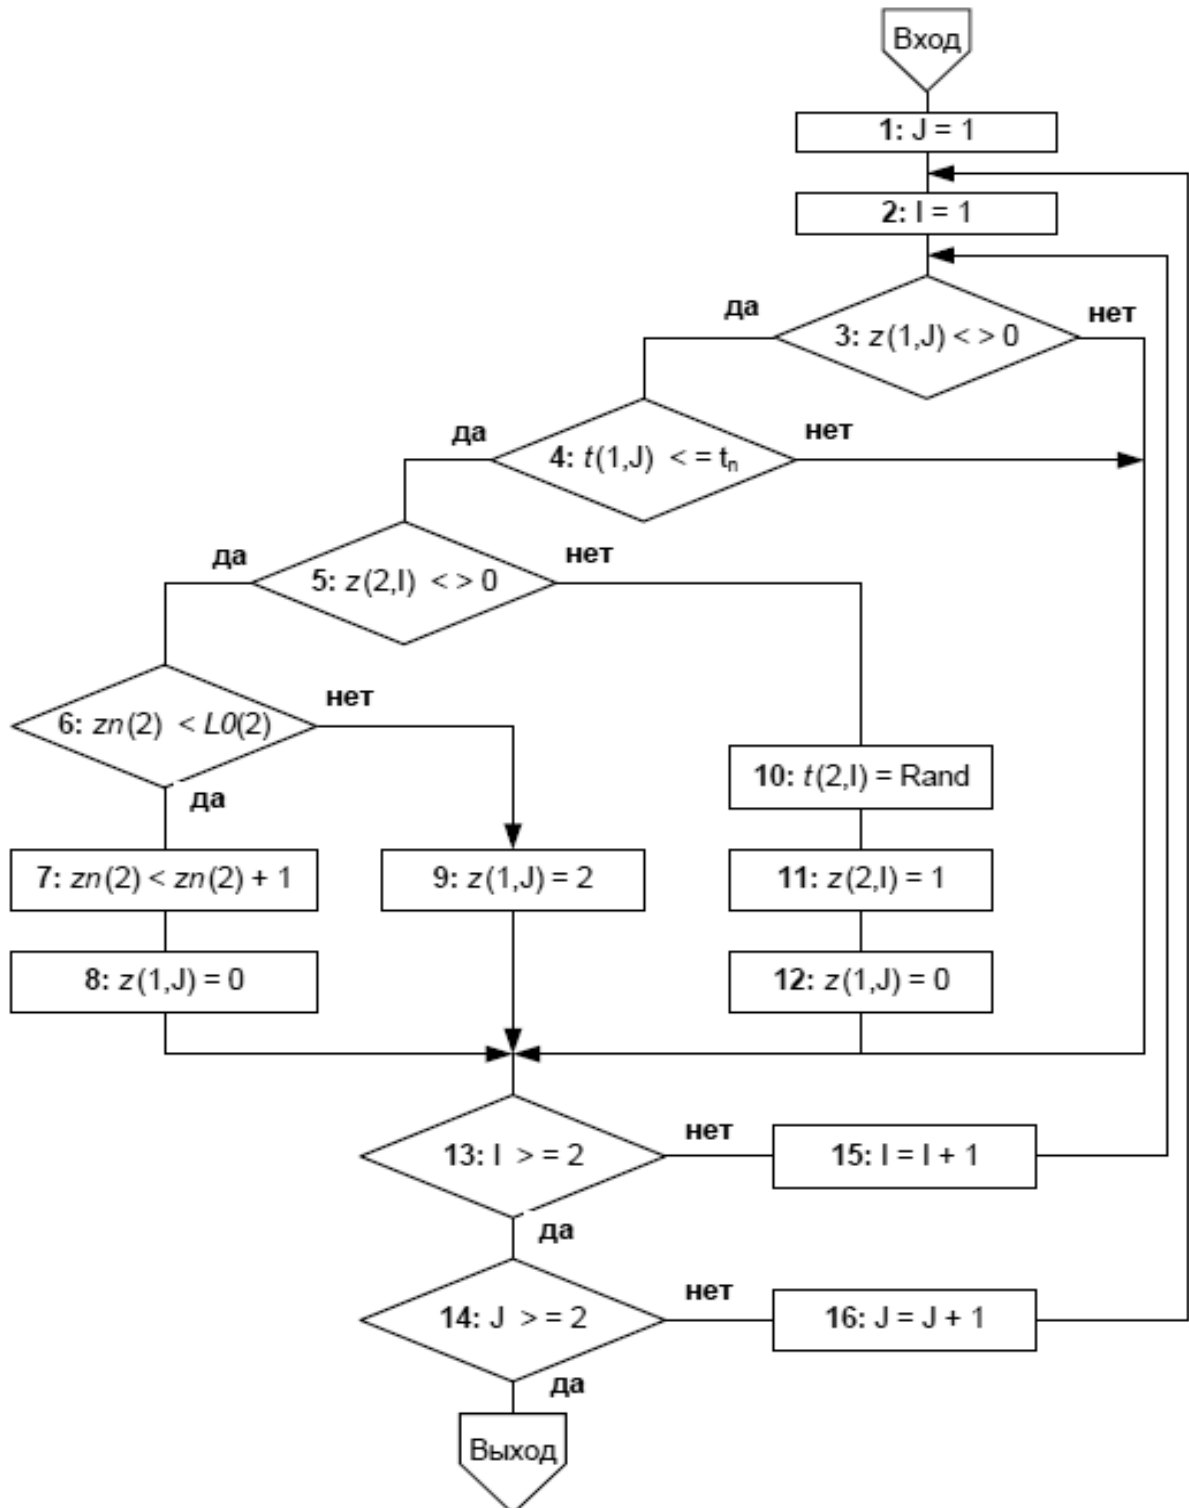 Вход
1: J = 1
2: I = 1
да
нет
3: z(1,J) < > 0
да
нет
4: t(1,J) < = tn
да
нет
5: z(2,I) < > 0
нет
6: zn(2) < L0(2)
да
10: t(2,I) = Rand
7: zn(2) < zn(2) + 1
9: z(1,J) = 2
11: z(2,I) = 1
8: z(1,J) = 0
12: z(1,J) = 0
нет
13: I > = 2
15: I = I + 1
да
нет
14: J > = 2
16: J = J + 1
да
Выход